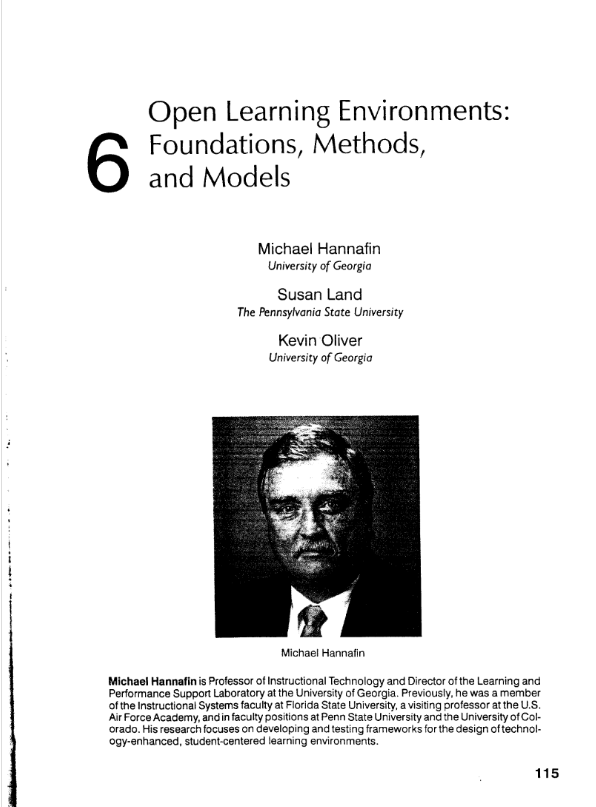 6
Open Learning Environments:
Foundations, Methods,
and Models
Michael Hannafin
University of Georgia
Susan Land
The Pennsylvania State University
Kevin Oliver
University of Georgia
Michael Hannafin
Michael Hannafin is Professor of Instructional Technology and Director of the Learning and
Performance Support Laboratory at the University of Georgia. Previously, he was a member
of the Instructional Systems faculty at Florida State University, a visiting professor at the U.S.
Air Force Academy, and in faculty positions at Penn State University and the University of Col-
orado. His research focuses on developing and testing frameworks for the design of technol-
ogy-enhanced, student-centered learning environments.
115